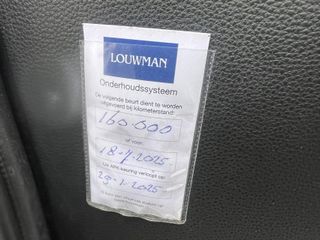 LOUWMAN
Onderhoudssysteem
De volgende beurt dient te worden
uitgevoerd bij kilometerstand:
160.000
of voor:
18-7-2025
Uw APK-keuring verloopt op:
29-1-2025